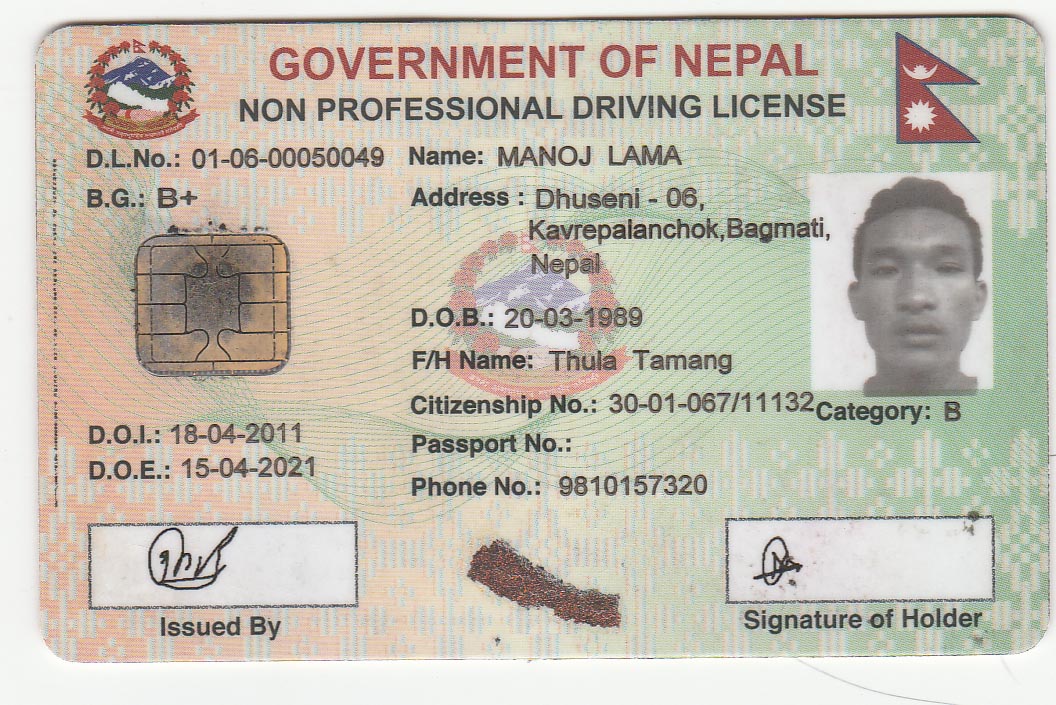 GOVERNMENT OF NEPAL
NON PROFESSIONAL DRIVING LICENSE
D.L.No.: 01-06-00050049 Name: MANOJ LAMA
B.G.: B+ Address : Dhuseni - 06,
Kavrepalanchok,Bagmati,
Nepal
D.O.B.: 20-03-1989
F/H Name: Thula Tamang
Citizenship No.: 30-01-067/11132 Category: B
D.O.I.: 18-04-2011 Passport No.:
D.O.E.: 15-04-2021 Phone No.: 9810157320
Issued By Signature of Holder